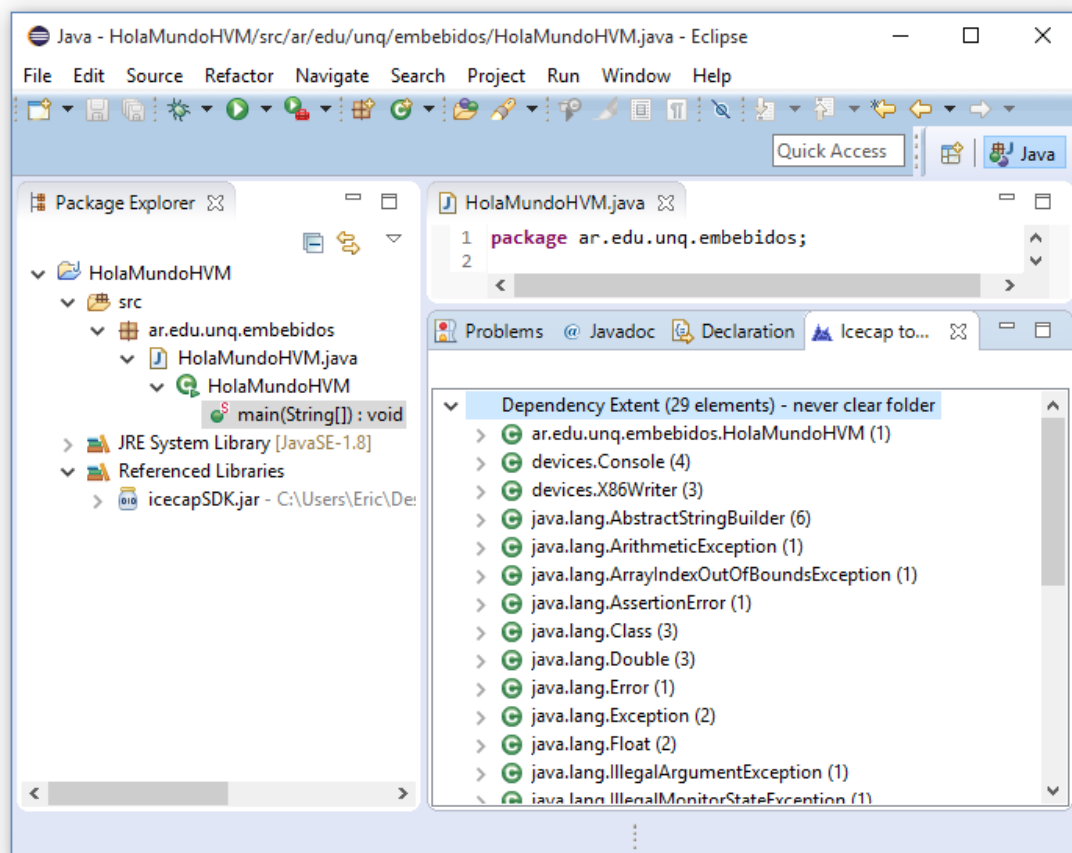 Java - HolaMundoHVM/src/ar/edu/unq/embebidos/HolaMundoHVM.java - Eclipse
File Edit Source Refactor Navigate Search Project Run Window Help
Quick Access
Java
Package Explorer
HolaMundoHVM
src
ar.edu.unq.embebidos
HolaMundoHVM.java
HolaMundoHVM
main(String[]) : void
JRE System Library [JavaSE-1.8]
Referenced Libraries
icecapSDK.jar - C:\Users\Eric\De
HolaMundoHVM.java
1 package ar.edu.unq.embebidos;
2
Problems @ Javadoc Declaration Icecap to...
Dependency Extent (29 elements) - never clear folder
ar.edu.unq.embebidos.HolaMundoHVM (1)
devices.Console (4)
devices.X86Writer (3)
java.lang.AbstractStringBuilder (6)
java.lang.ArithmeticException (1)
java.lang.ArrayIndexOutOfBoundsException (1)
java.lang.AssertionError (1)
java.lang.Class (3)
java.lang.Double (3)
java.lang.Error (1)
java.lang.Exception (2)
java.lang.Float (2)
java.lang.IllegalArgumentException (1)
java.lang.IllegalMonitorStateException (1)